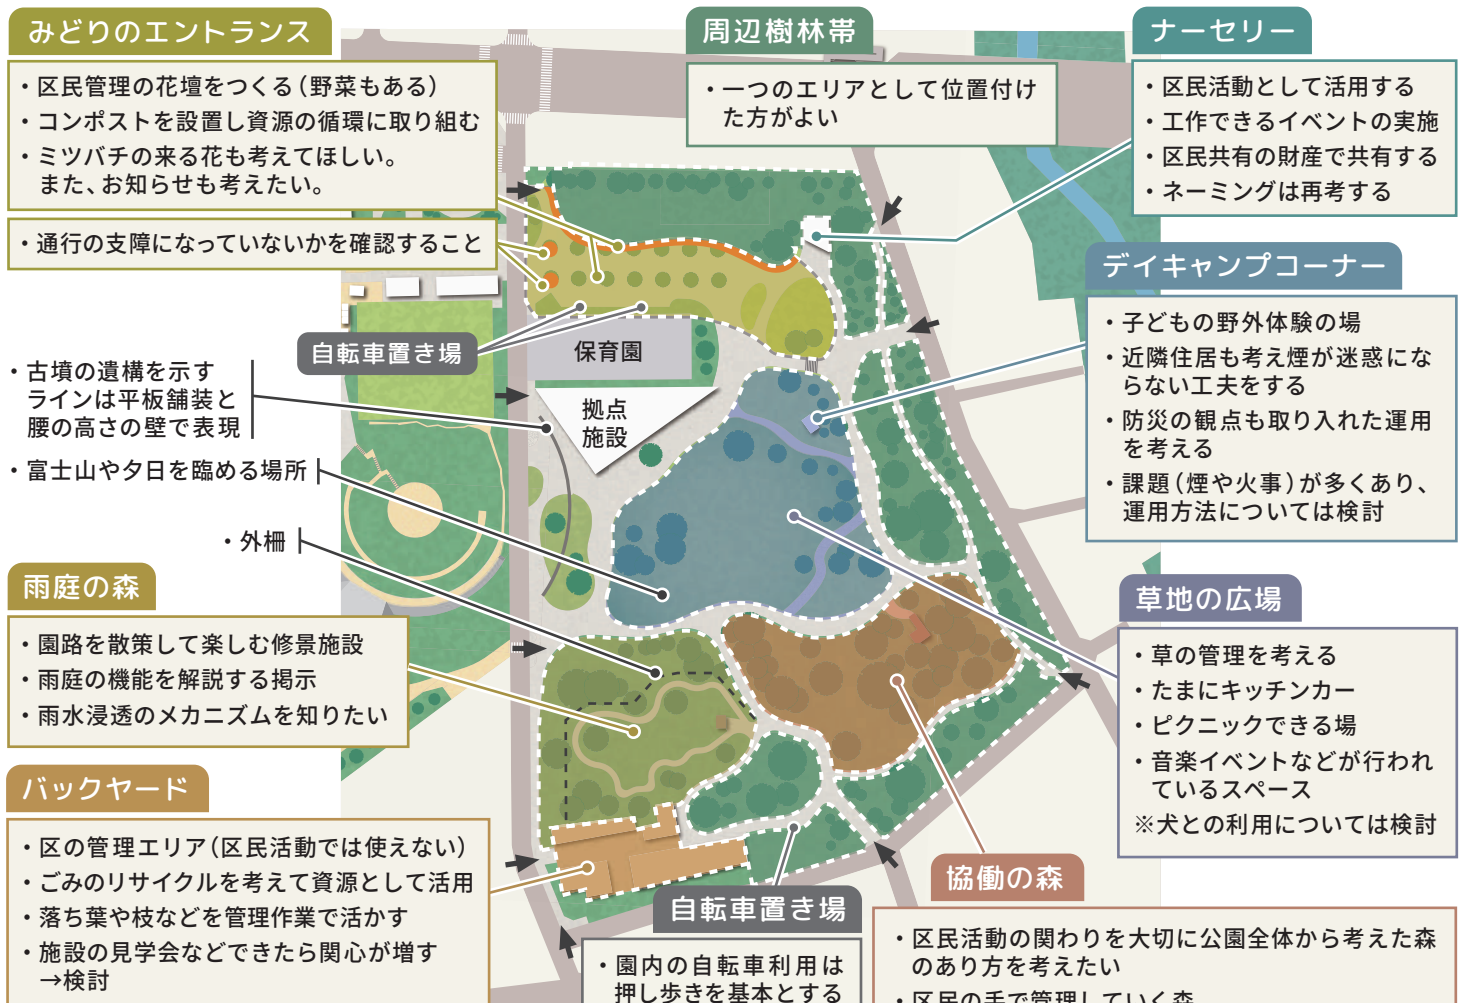 みどりのエントランス
・区民管理の花壇をつくる（野菜もある）
・コンポストを設置し資源の循環に取り組む
・ミツバチの来る花も考えてほしい。
また、お知らせも考えたい。
・通行の支障になっていないかを確認すること
周辺樹林帯
・一つのエリアとして位置付け
た方がよい
ナーセリー
・区民活動として活用する
・工作できるイベントの実施
・区民共有の財産で共有する
・ネーミングは再考する
デイキャンプコーナー
・子どもの野外体験の場
・近隣住居も考え煙が迷惑にな
らない工夫をする
・防災の観点も取り入れた運用
を考える
・課題（煙や火事）が多くあり、
運用方法については検討
自転車置き場
保育園
拠点
施設
・古墳の遺構を示す
ラインは平板舗装と
腰の高さの壁で表現
・富士山や夕日を臨める場所
・外柵
雨庭の森
・園路を散策して楽しむ修景施設
・雨庭の機能を解説する掲示
・雨水浸透のメカニズムを知りたい
草地の広場
・草の管理を考える
・たまにキッチンカー
・ピクニックできる場
・音楽イベントなどが行われ
ているスペース
※犬との利用については検討
バックヤード
・区の管理エリア（区民活動では使えない）
・ごみのリサイクルを考えて資源として活用
・落ち葉や枝などを管理作業で活かす
・施設の見学会などできたら関心が増す
→検討
自転車置き場
・園内の自転車利用は
押し歩きを基本とする
協働の森
・区民活動の関わりを大切に公園全体から考えた森
のあり方を考えたい
・区民の手で管理していく森